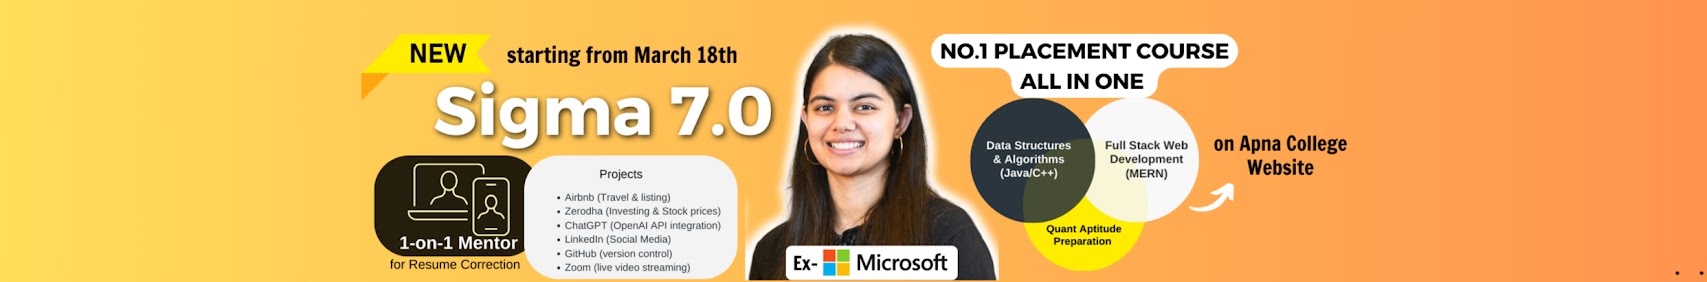 NEW
starting from March 18th
Sigma 7.0
1-on-1 Mentor
for Resume Correction
Projects
• Airbnb (Travel & listing)
• Zerodha (Investing & Stock prices)
• ChatGPT (OpenAI API integration)
• LinkedIn (Social Media)
• GitHub (version control)
• Zoom (live video streaming)
Ex- Microsoft
NO.1 PLACEMENT COURSE
ALL IN ONE
Data Structures
& Algorithms
(Java/C++)
Full Stack Web
Development
(MERN)
Quant Aptitude
Preparation
on Apna College
Website